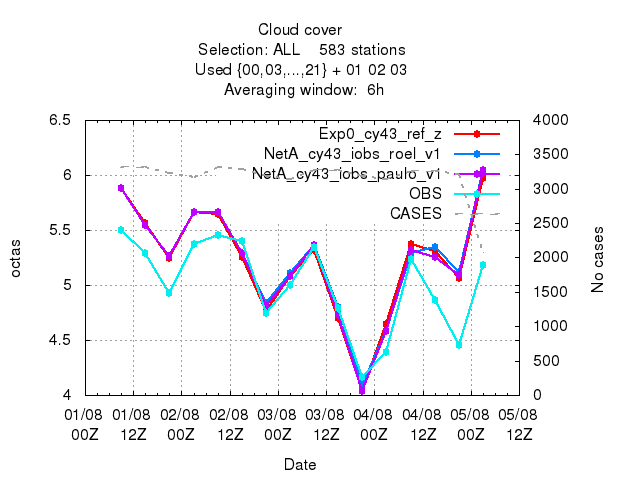 Cloud cover
Selection: ALL    583 stations
Used {00,03,...,21} + 01 02 03
Averaging window:  6h
Exp0_cy43_ref_z
NetA_cy43_iobs_roel_v1
NetA_cy43_iobs_paulo_v1
OBS
CASES
octas
6.5
6
5.5
5
4.5
4
No cases
4000
3500
3000
2500
2000
1500
1000
500
0
01/08 01/08 02/08 02/08 03/08 03/08 04/08 04/08 05/08 05/08
00Z 12Z 00Z 12Z 00Z 12Z 00Z 12Z 00Z 12Z
Date